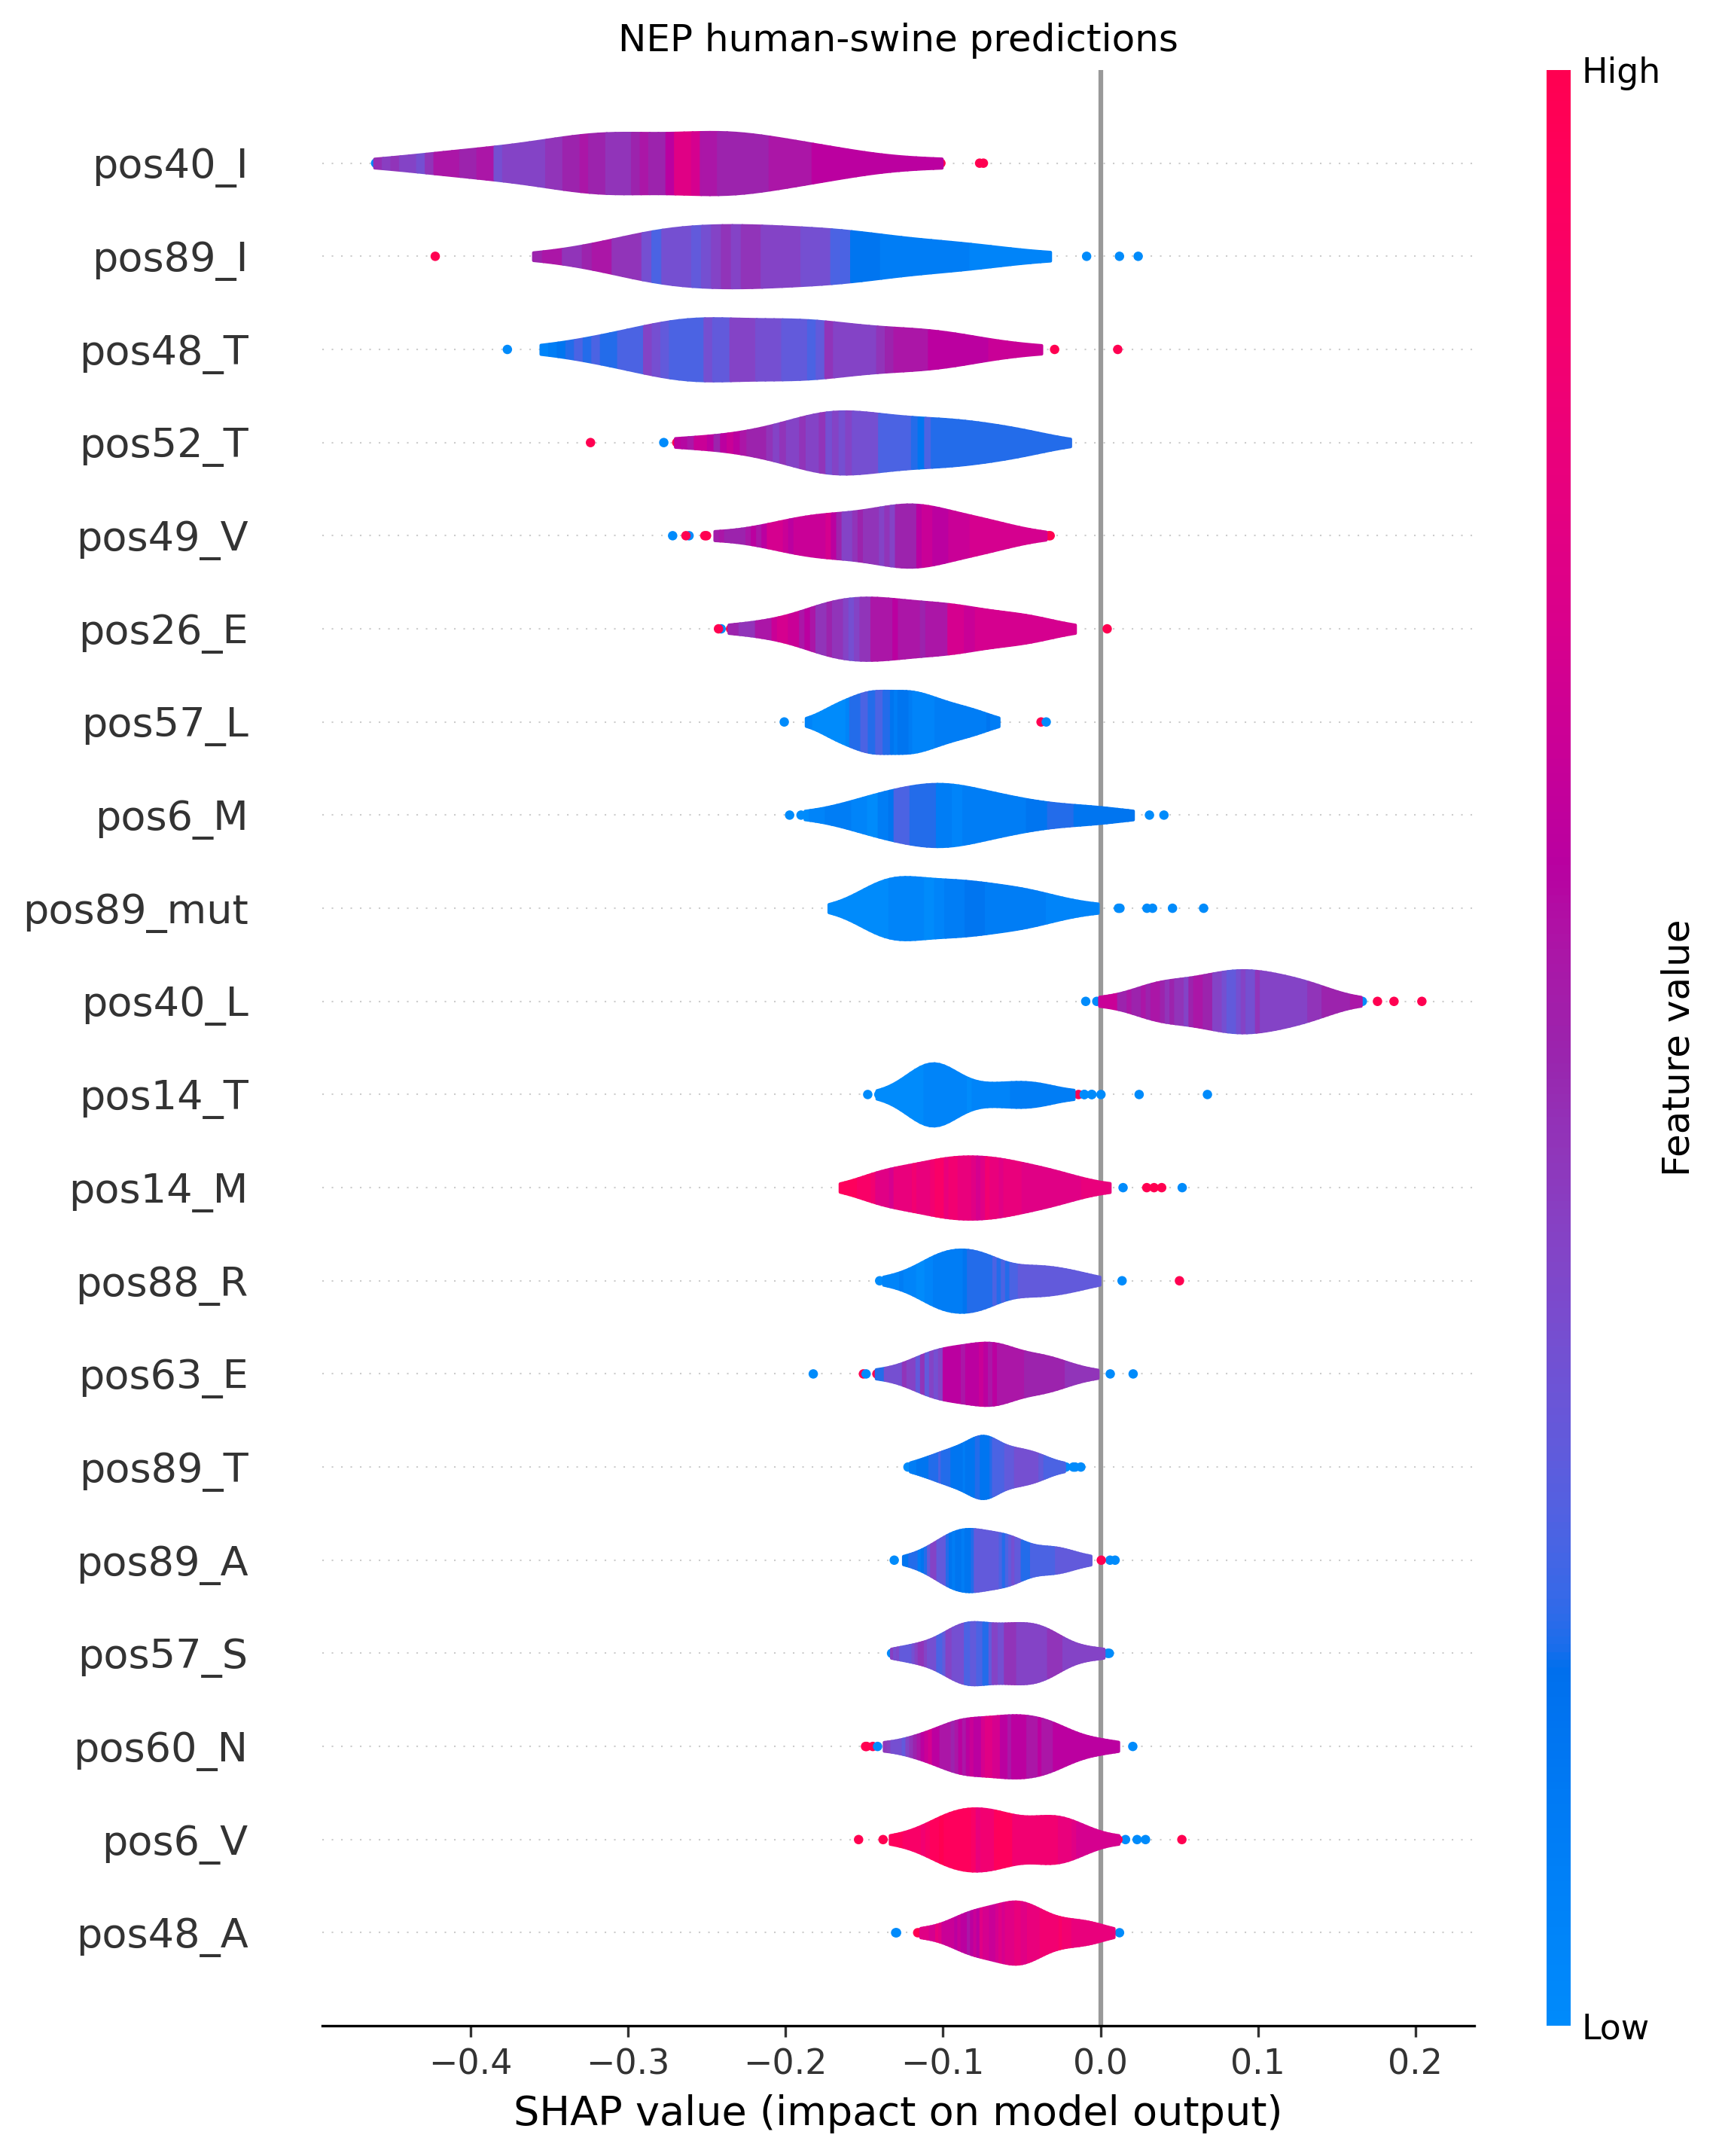 NEP human-swine predictions
High
pos40_I
pos89_I
pos48_T
pos52_T
pos49_V
pos26_E
pos57_L
pos6_M
pos89_mut
pos40_L
pos14_T
pos14_M
pos88_R
pos63_E
pos89_T
pos89_A
pos57_S
pos60_N
pos6_V
pos48_A
Feature value
Low
−0.4 −0.3 −0.2 −0.1 0.0 0.1 0.2
SHAP value (impact on model output)